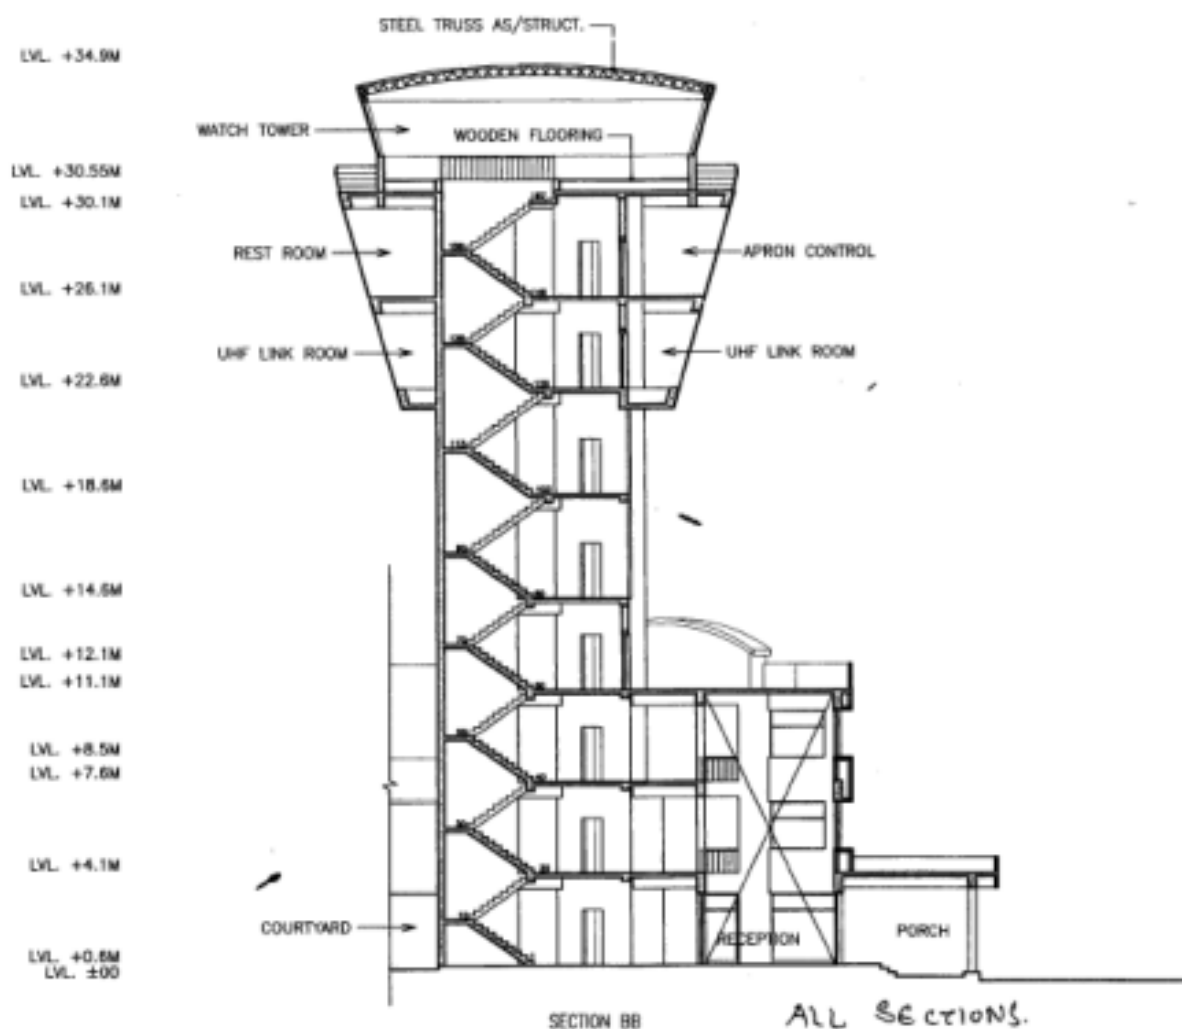 STEEL TRUSS AS/STRUCT.
LVL. +34.9M
WATCH TOWER
WOODEN FLOORING
LVL. +30.55M
LVL. +30.1M
REST ROOM
APRON CONTROL
LVL. +26.1M
UHF LINK ROOM
UHF LINK ROOM
LVL. +22.6M
LVL. +18.6M
LVL. +14.6M
LVL. +12.1M
LVL. +11.1M
LVL. +8.5M
LVL. +7.6M
LVL. +4.1M
COURTYARD
RECEPTION
PORCH
LVL. +0.6M
LVL. ±00
SECTION BB
ALL SECTIONS.